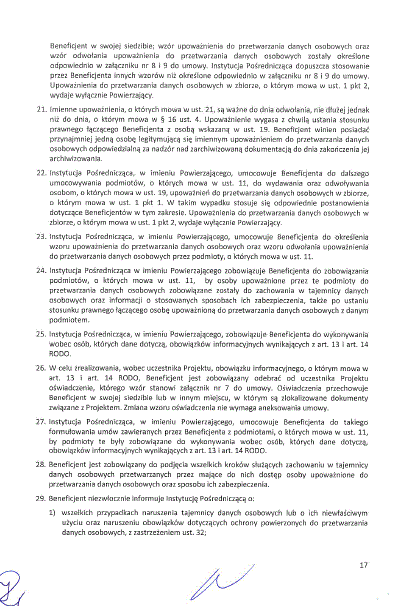 Beneficjent w swojej siedzibie; wzór upoważnienia do przetwarzania danych osobowych oraz
wzór odwołania upoważnienia do przetwarzania danych osobowych zostały określone
odpowiednio w załączniku nr 8 i 9 do umowy. Instytucja Pośrednicząca dopuszcza stosowanie
przez Beneficjenta innych wzorów niż określone odpowiednio w załączniku nr 8 i 9 do umowy.
Upoważnienia do przetwarzania danych osobowych w zbiorze, o którym mowa w ust. 1 pkt 2,
wydaje wyłącznie Powierzający.
21. Imienne upoważnienia, o których mowa w ust. 21, są ważne do dnia odwołania, nie dłużej jednak
niż do dnia, o którym mowa w § 16 ust. 4. Upoważnienie wygasa z chwilą ustania stosunku
prawnego łączącego Beneficjenta z osobą wskazaną w ust. 19. Beneficjent winien posiadać
przynajmniej jedną osobę legitymującą się imiennym upoważnieniem do przetwarzania danych
osobowych odpowiedzialną za nadzór nad zarchiwizowaną dokumentacją do dnia zakończenia jej
archiwizowania.
22. Instytucja Pośrednicząca, w imieniu Powierzającego, umocowuje Beneficjenta do dalszego
umocowywania podmiotów, o których mowa w ust. 11, do wydawania oraz odwoływania
osobom, o których mowa w ust. 19, upoważnień do przetwarzania danych osobowych w zbiorze,
o którym mowa w ust. 1 pkt 1. W takim wypadku stosuje się odpowiednie postanowienia
dotyczące Beneficjentów w tym zakresie. Upoważnienia do przetwarzania danych osobowych w
zbiorze, o którym mowa w ust. 1 pkt 2, wydaje wyłącznie Powierzający.
23. Instytucja Pośrednicząca, w imieniu Powierzającego, umocowuje Beneficjenta do określenia
wzoru upoważnienia do przetwarzania danych osobowych oraz wzoru odwołania upoważnienia
do przetwarzania danych osobowych przez podmioty, o których mowa w ust. 11.
24. Instytucja Pośrednicząca w imieniu Powierzającego zobowiązuje Beneficjenta do zobowiązania
podmiotów, o których mowa w ust. 11, by osoby upoważnione przez te podmioty do
przetwarzania danych osobowych zobowiązane zostały do zachowania w tajemnicy danych
osobowych oraz informacji o stosowanych sposobach ich zabezpieczenia, także po ustaniu
stosunku prawnego łączącego osobę upoważnioną do przetwarzania danych osobowych z danym
podmiotem.
25. Instytucja Pośrednicząca, w imieniu Powierzającego, zobowiązuje Beneficjenta do wykonywania
wobec osób, których dane dotyczą, obowiązków informacyjnych wynikających z art. 13 i art. 14
RODO.
26. W celu zrealizowania, wobec uczestnika Projektu, obowiązku informacyjnego, o którym mowa w
art. 13 i art. 14 RODO, Beneficjent jest zobowiązany odebrać od uczestnika Projektu
oświadczenie, którego wzór stanowi załącznik nr 7 do umowy. Oświadczenia przechowuje
Beneficjent w swojej siedzibie lub w innym miejscu, w którym są zlokalizowane dokumenty
związane z Projektem. Zmiana wzoru oświadczenia nie wymaga aneksowania umowy.
27. Instytucja Pośrednicząca w imieniu Powierzającego, umocowuje Beneficjenta do takiego
formułowania umów zawieranych przez Beneficjenta z podmiotami, o których mowa w ust. 11,
by podmioty te były zobowiązane do wykonywania wobec osób, których dane dotyczą,
obowiązków informacyjnych wynikających z art. 13 i art. 14 RODO.
28. Beneficjent jest zobowiązany do podjęcia wszelkich kroków służących zachowaniu w tajemnicy
danych osobowych przetwarzanych przez mające do nich dostęp osoby upoważnione do
przetwarzania danych osobowych oraz sposobu ich zabezpieczenia.
29. Beneficjent niezwłocznie informuje Instytucję Pośredniczącą o:
1) wszelkich przypadkach naruszenia tajemnicy danych osobowych lub o ich niewłaściwym
użyciu oraz naruszeniu obowiązków dotyczących ochrony powierzonych do przetwarzania
danych osobowych, z zastrzeżeniem ust. 32;
17